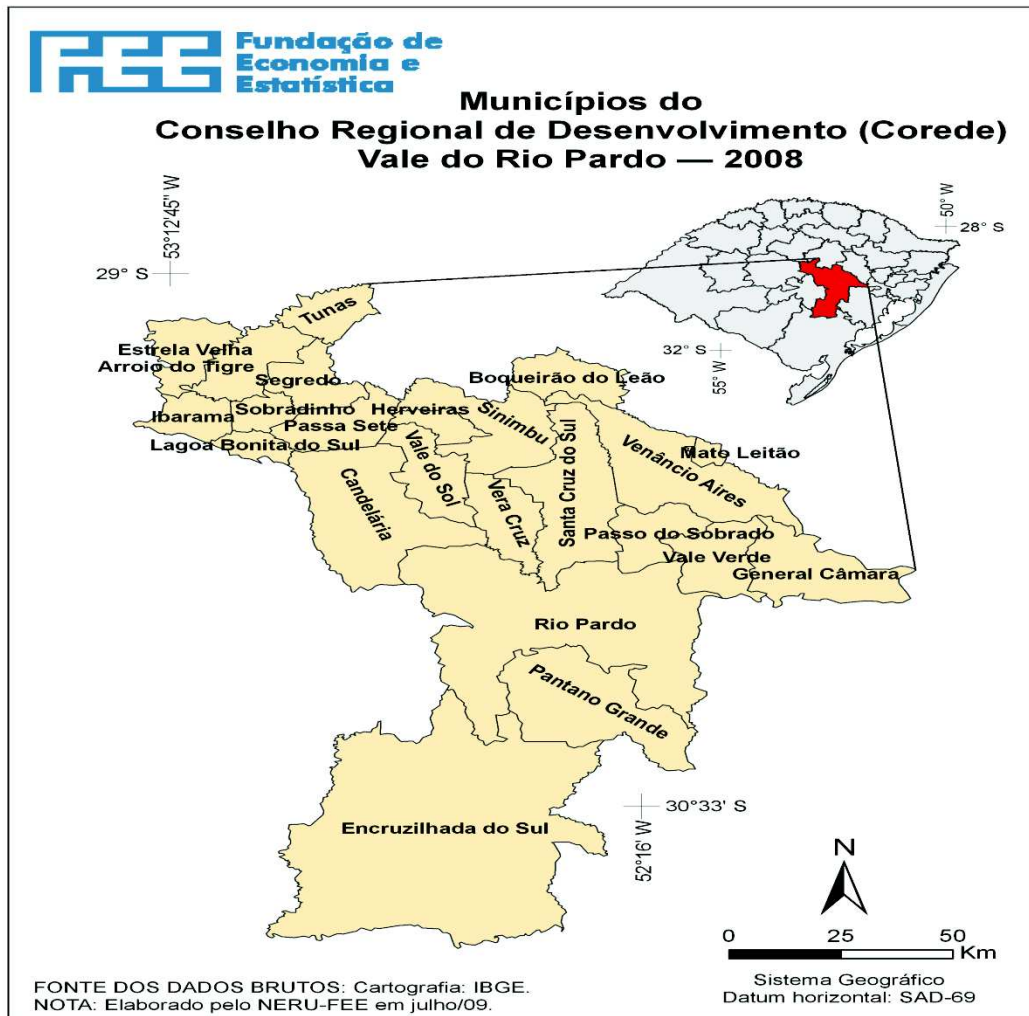 FEE
Fundação de
Economia e
Estatística
Municípios do
Conselho Regional de Desenvolvimento (Corede)
Vale do Rio Pardo — 2008
53°12'45" W
29° S
50° W
28° S
32° S
55° W
Tunas
Estrela Velha
Arroio do Tigre
Segredo
Boqueirão do Leão
Ibarama
Sobradinho
Herveiras
Sinimbu
Passa Sete
Lagoa Bonita do Sul
Vale do Sol
Santa Cruz do Sul
Venâncio Aires
Mato Leitão
Candelária
Vera Cruz
Passo do Sobrado
Vale Verde
General Câmara
Rio Pardo
Pantano Grande
30°33' S
52°16' W
Encruzilhada do Sul
N
0 25 50
Km
Sistema Geográfico
Datum horizontal: SAD-69
FONTE DOS DADOS BRUTOS: Cartografia: IBGE.
NOTA: Elaborado pelo NERU-FEE em julho/09.